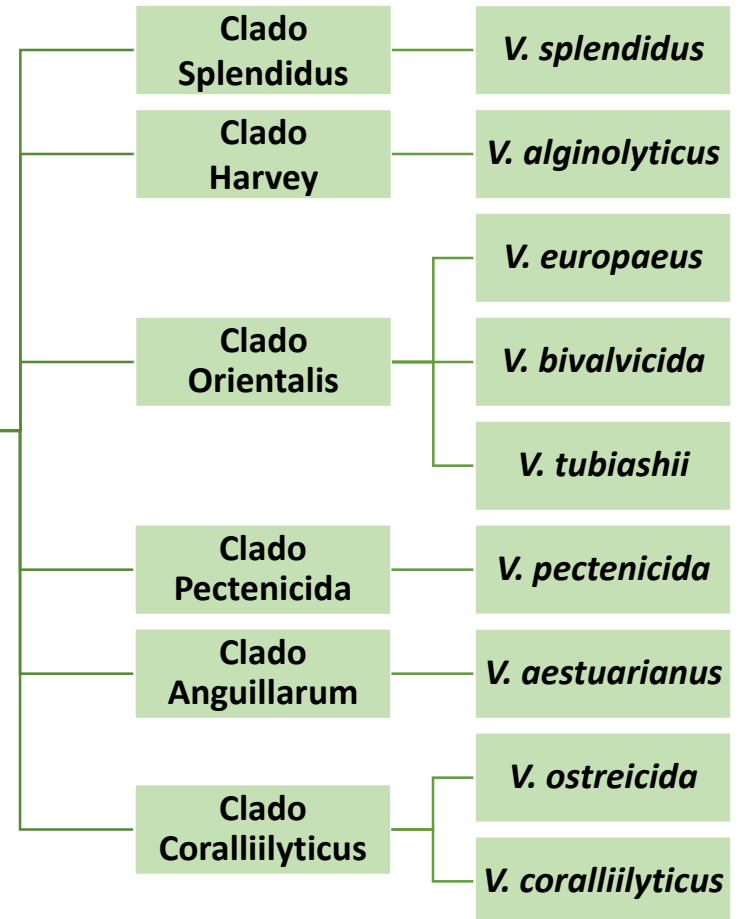 Clado
Splendidus
V. splendidus
Clado
Harvey
V. alginolyticus
Clado
Orientalis
V. europaeus
V. bivalvicida
V. tubiashii
Clado
Pectenicida
V. pectenicida
Clado
Anguillarum
V. aestuarianus
Clado
Coralliilyticus
V. ostreicida
V. coralliilyticus